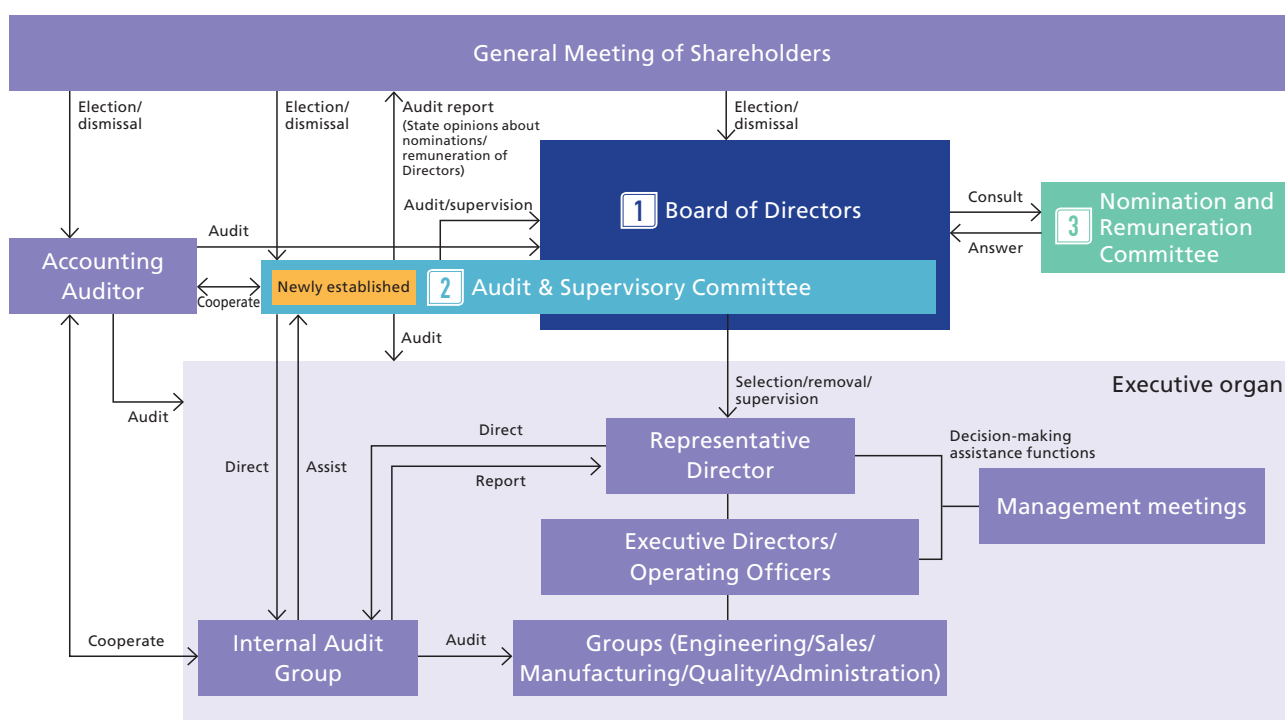 General Meeting of Shareholders
Election/
dismissal
Election/
dismissal
Audit report
(State opinions about
nominations/
remuneration of
Directors)
Election/
dismissal
Audit/supervision
1 Board of Directors
Consult
Answer
3 Nomination and
Remuneration
Committee
Audit
Accounting
Auditor
Cooperate
Newly established
2 Audit & Supervisory Committee
Audit
Audit
Selection/removal/
supervision
Executive organ
Direct
Assist
Direct
Report
Representative
Director
Decision-making
assistance functions
Management meetings
Executive Directors/
Operating Officers
Cooperate
Internal Audit
Group
Audit
Groups (Engineering/Sales/
Manufacturing/Quality/Administration)